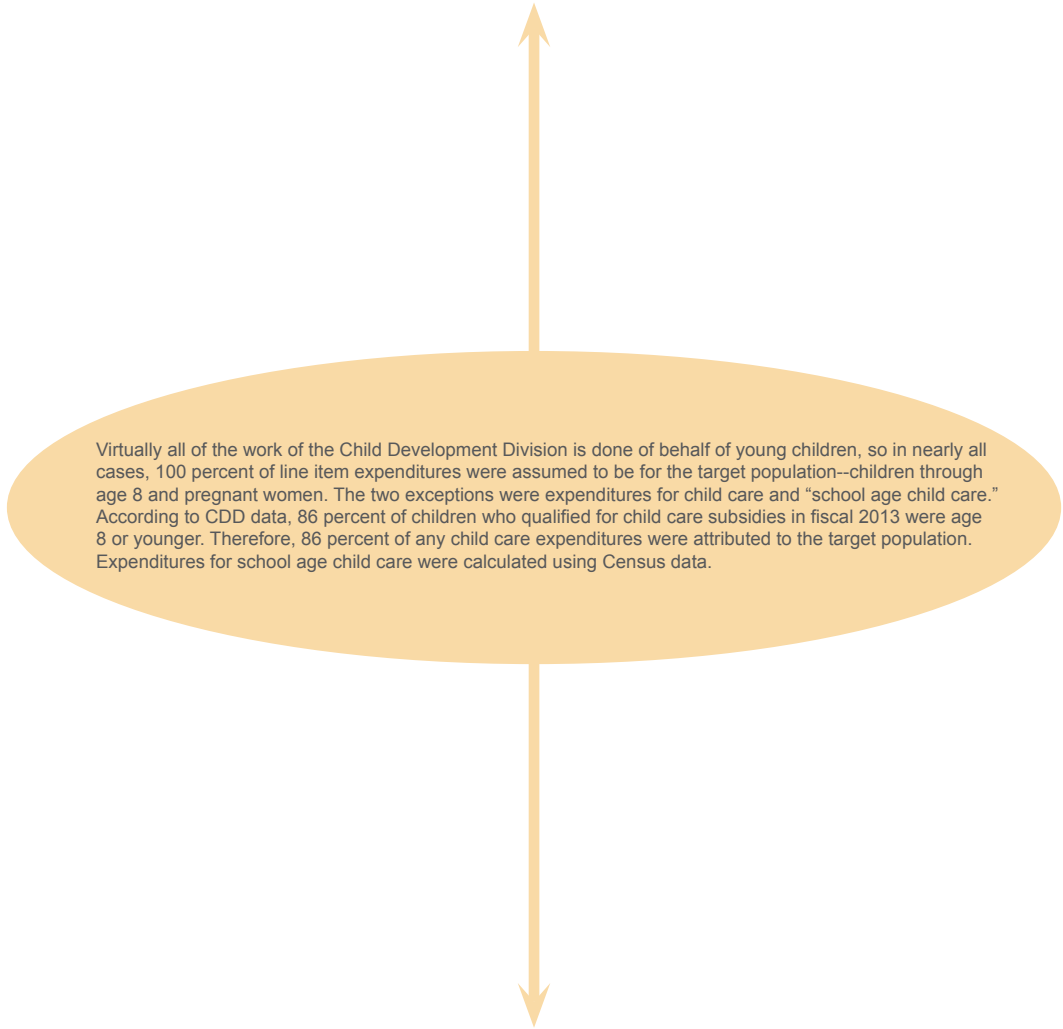 Virtually all of the work of the Child Development Division is done of behalf of young children, so in nearly all
cases, 100 percent of line item expenditures were assumed to be for the target population--children through
age 8 and pregnant women. The two exceptions were expenditures for child care and “school age child care.”
According to CDD data, 86 percent of children who qualified for child care subsidies in fiscal 2013 were age
8 or younger. Therefore, 86 percent of any child care expenditures were attributed to the target population.
Expenditures for school age child care were calculated using Census data.